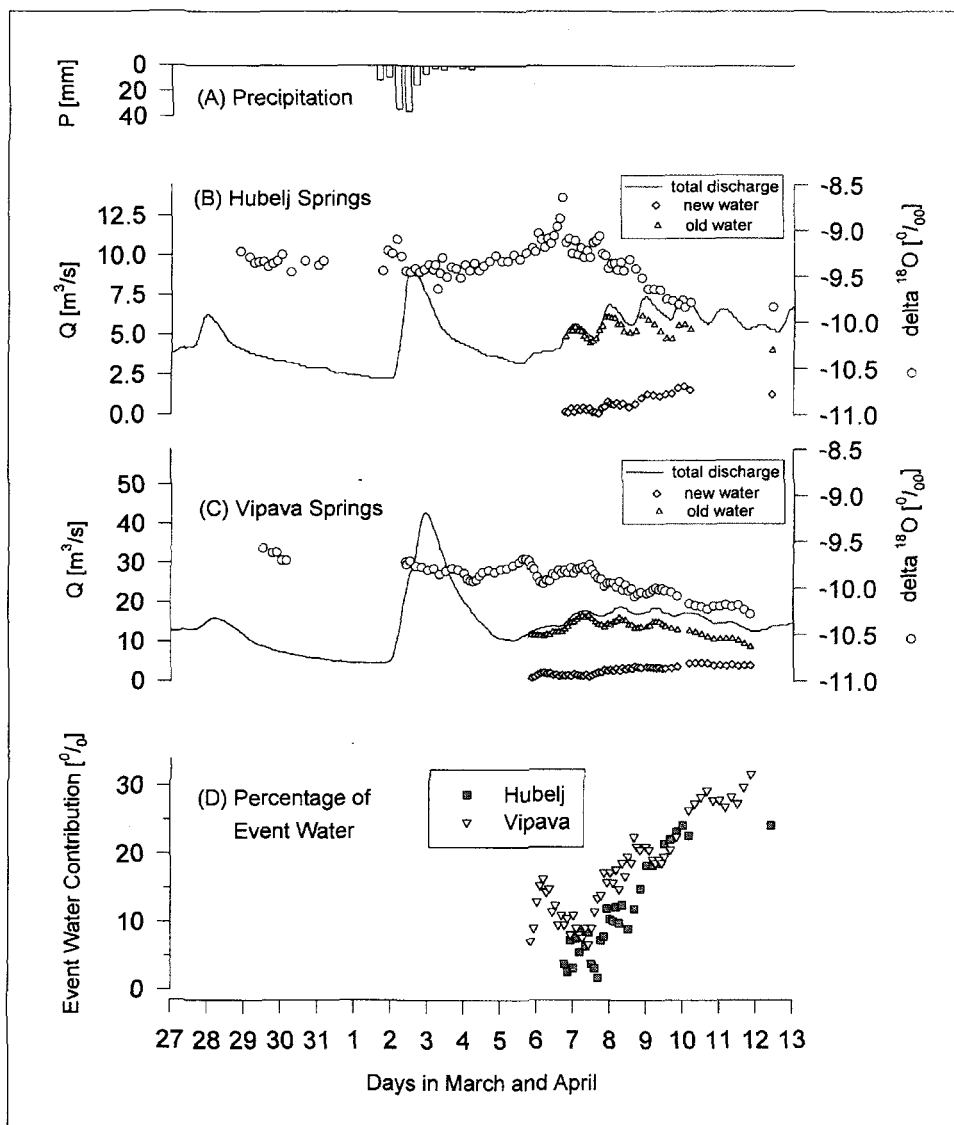 P [mm]
0
20
40
(A) Precipitation
(B) Hubelj Springs
Q [m³/s]
12.5
10.0
7.5
5.0
2.5
0.0
total discharge
new water
old water
-8.5
-9.0
-9.5
-10.0
-10.5
-11.0
delta ¹⁸O [⁰/₀₀]
(C) Vipava Springs
Q [m³/s]
50
40
30
20
10
0
total discharge
new water
old water
-8.5
-9.0
-9.5
-10.0
-10.5
-11.0
delta ¹⁸O [⁰/₀₀]
(D) Percentage of
Event Water
Event Water Contribution [⁰/₀]
30
20
10
0
Hubelj
Vipava
27 28 29 30 31 1 2 3 4 5 6 7 8 9 10 11 12 13
Days in March and April